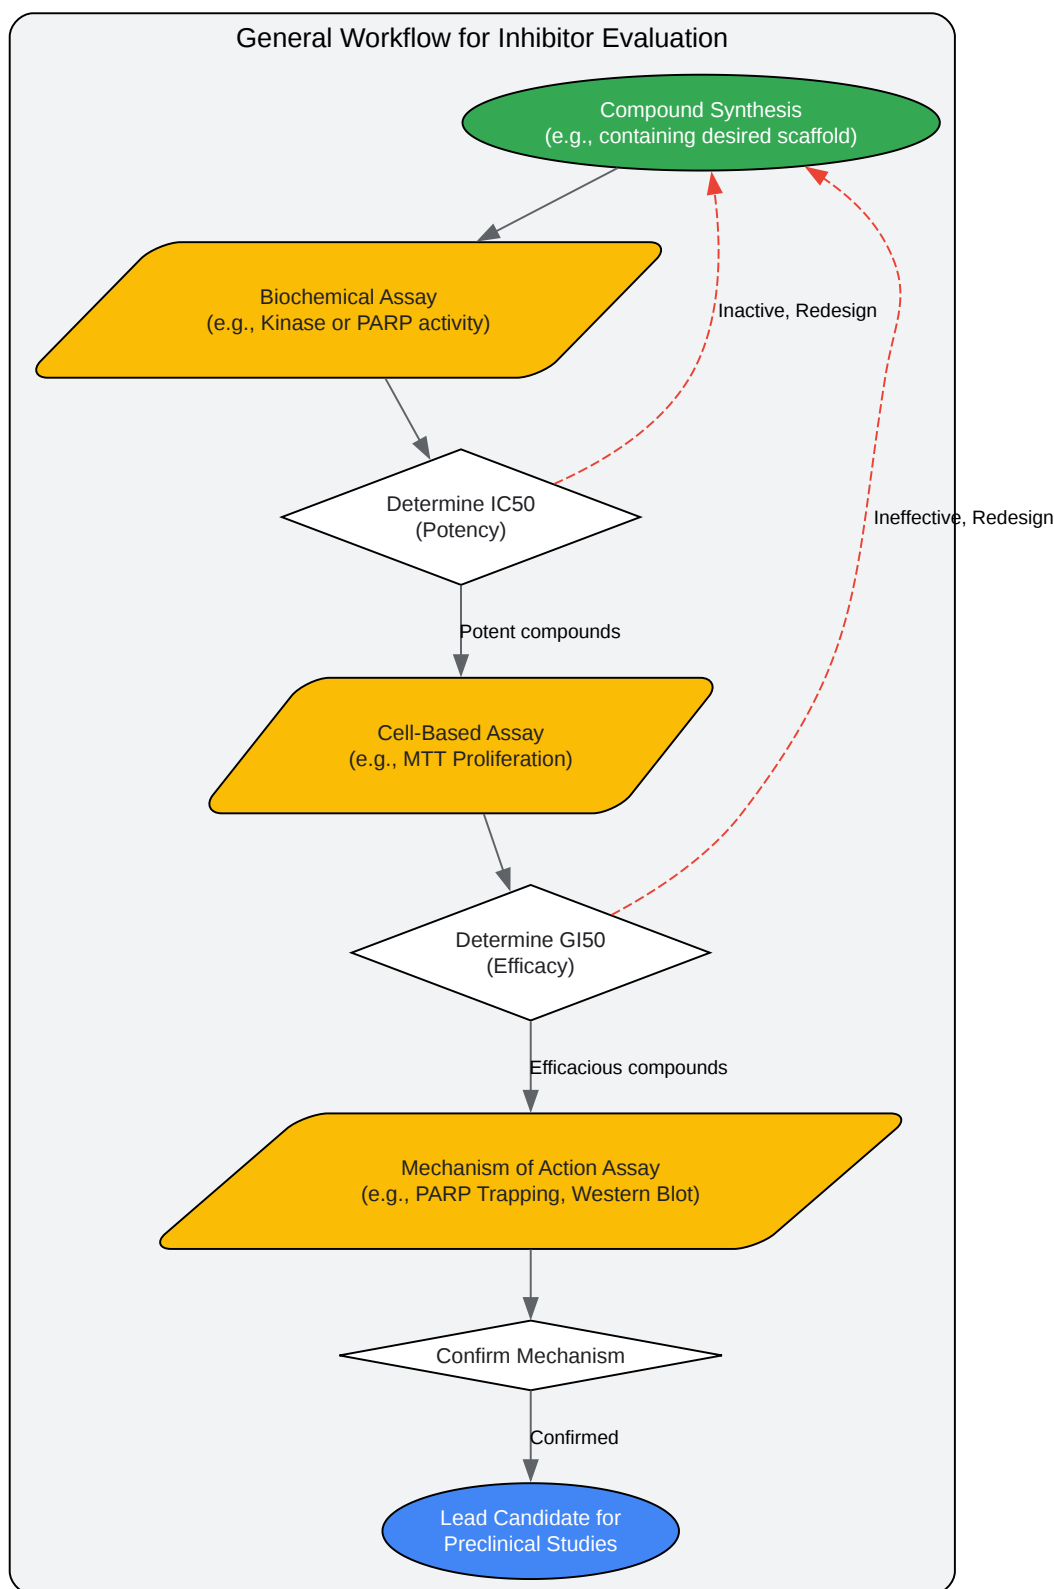 General Workflow for Inhibitor Evaluation
Compound Synthesis
(e.g., containing desired scaffold)
Biochemical Assay
(e.g., Kinase or PARP activity)
Inactive, Redesign
Determine IC50
(Potency)
Ineffective, Redesign
Potent compounds
Cell-Based Assay
(e.g., MTT Proliferation)
Determine GI50
(Efficacy)
Efficacious compounds
Mechanism of Action Assay
(e.g., PARP Trapping, Western Blot)
Confirm Mechanism
Confirmed
Lead Candidate for
Preclinical Studies